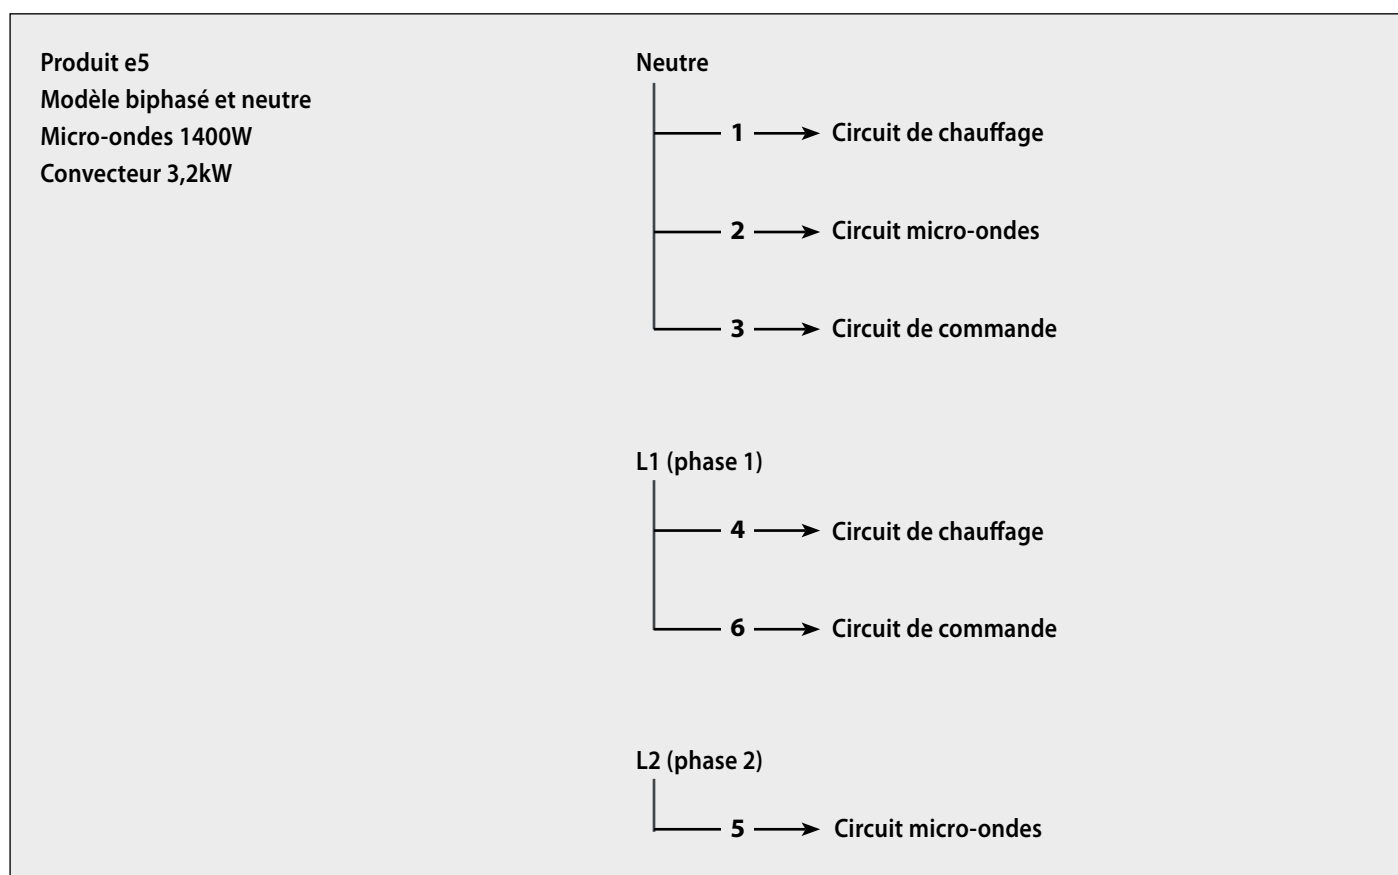 Produit e5
Modèle biphasé et neutre
Micro-ondes 1400W
Convecteur 3,2kW
Neutre
1 Circuit de chauffage
2 Circuit micro-ondes
3 Circuit de commande
L1 (phase 1)
4 Circuit de chauffage
6 Circuit de commande
L2 (phase 2)
5 Circuit micro-ondes